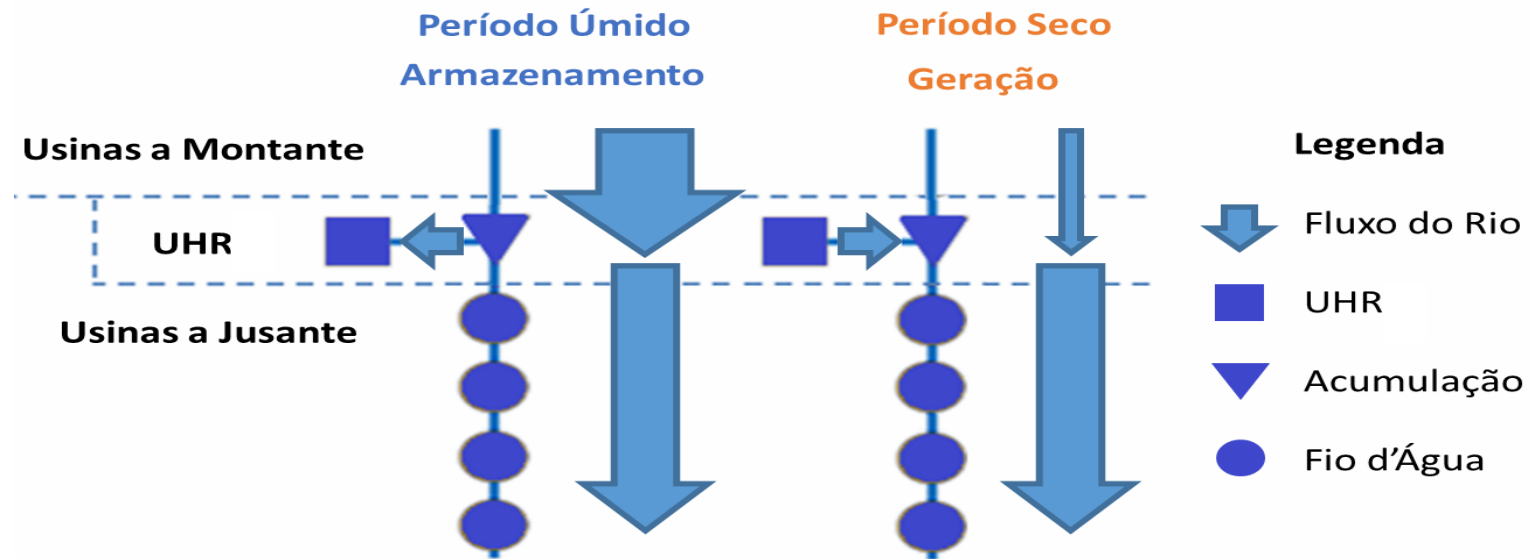 Período Úmido
Armazenamento
Período Seco
Geração
Usinas a Montante
UHR
Usinas a Jusante
Legenda
Fluxo do Rio
UHR
Acumulação
Fio d’Água